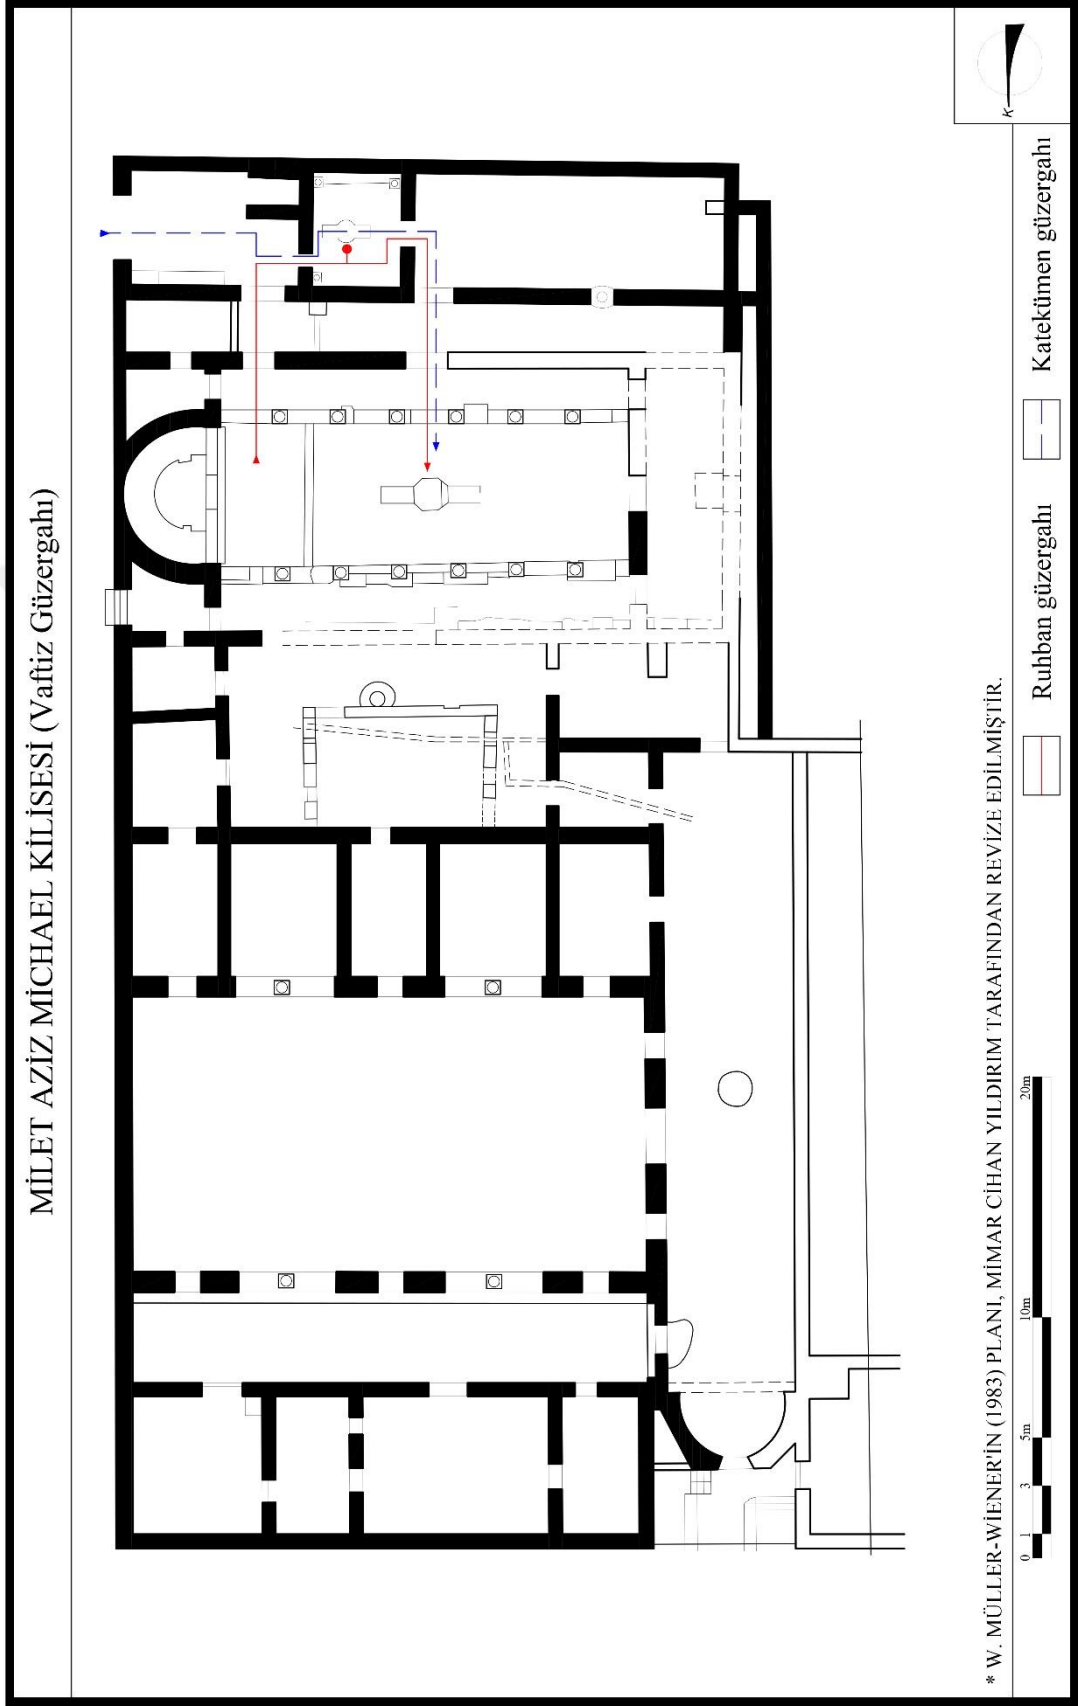 MİLET AZİZ MİCHAEL KİLİSESİ (Vaftiz Güzergahı)
K
Katekümen güzergahı
Ruhban güzergahı
* W. MÜLLER-WİENER'İN (1983) PLANI, MİMAR CİHAN YILDIRIM TARAFINDAN REVİZE EDİLMİŞTİR.
0 1 3 5m 10m 20m